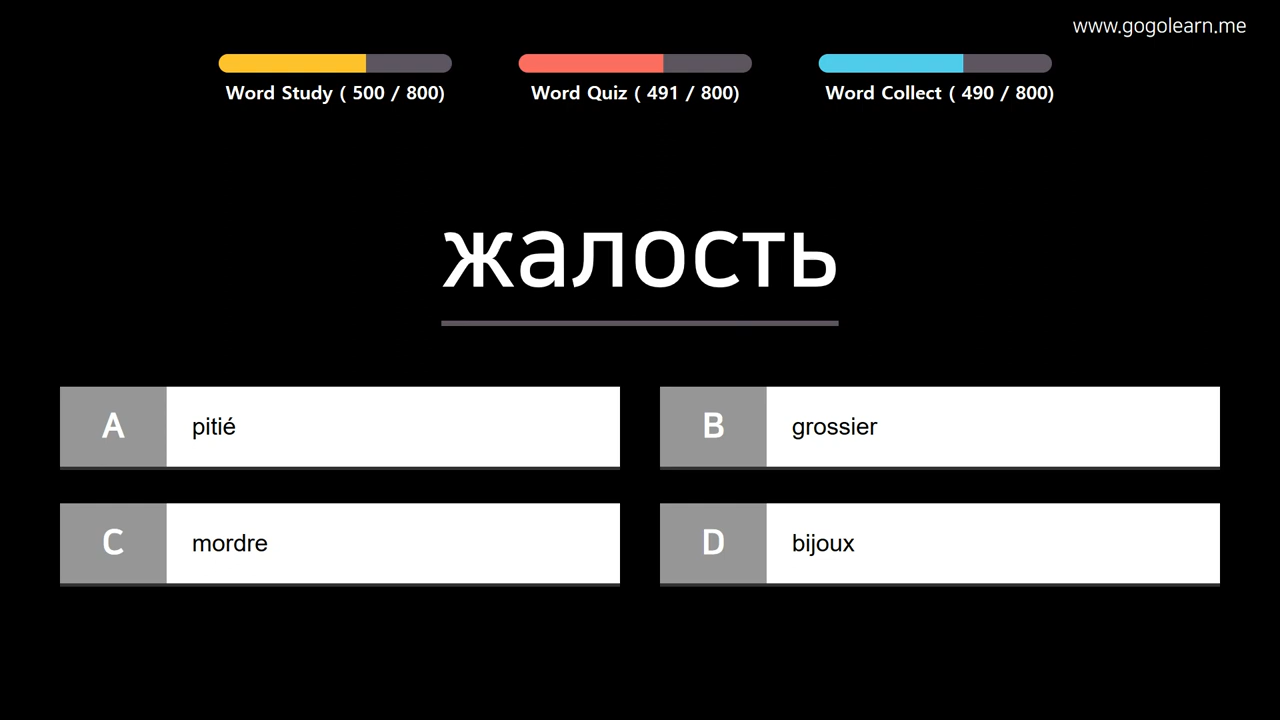 www.gogolearn.me
Word Study ( 500 / 800)
Word Quiz ( 491 / 800)
Word Collect ( 490 / 800)
жалость
A pitié
B grossier
C mordre
D bijoux